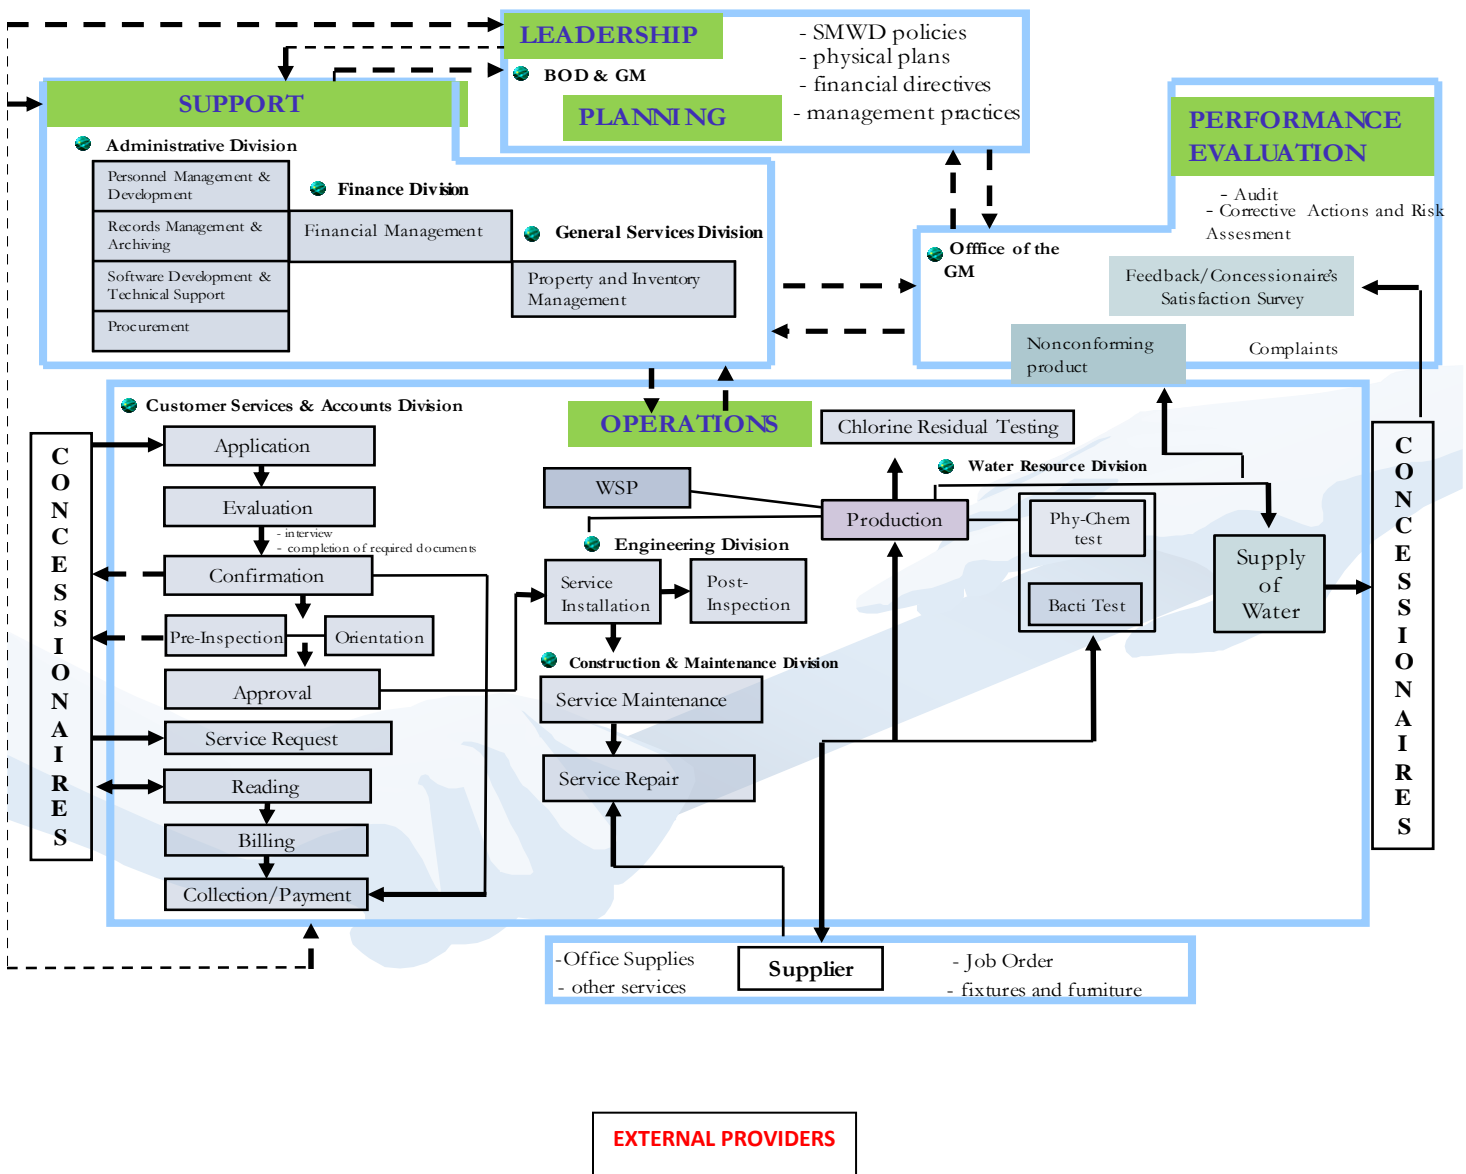 LEADERSHIP
BOD & GM
PLANNING
- SMWD policies
- physical plans
- financial directives
- management practices
SUPPORT
Administrative Division
Personnel Management &
Development
Records Management &
Archiving
Software Development &
Technical Support
Procurement
Finance Division
Financial Management
General Services Division
Property and Inventory
Management
PERFORMANCE
EVALUATION
- Audit
- Corrective Actions and Risk
Assesment
Offfice of the
GM
Feedback/Concessionaire's
Satisfaction Survey
Nonconforming
product
Complaints
Customer Services & Accounts Division
OPERATIONS
CONCESSIONAIRES
Application
Evaluation
- interview
- completion of required documents
Confirmation
Pre-Inspection
Orientation
Approval
Service Request
Reading
Billing
Collection/Payment
Chlorine Residual Testing
Water Resource Division
WSP
Production
Phy-Chem
test
Bacti Test
Engineering Division
Service
Installation
Post-
Inspection
Construction & Maintenance Division
Service Maintenance
Service Repair
Supply
of
Water
CONCESSIONAIRES
-Office Supplies
- other services
Supplier
- Job Order
- fixtures and furniture
EXTERNAL PROVIDERS